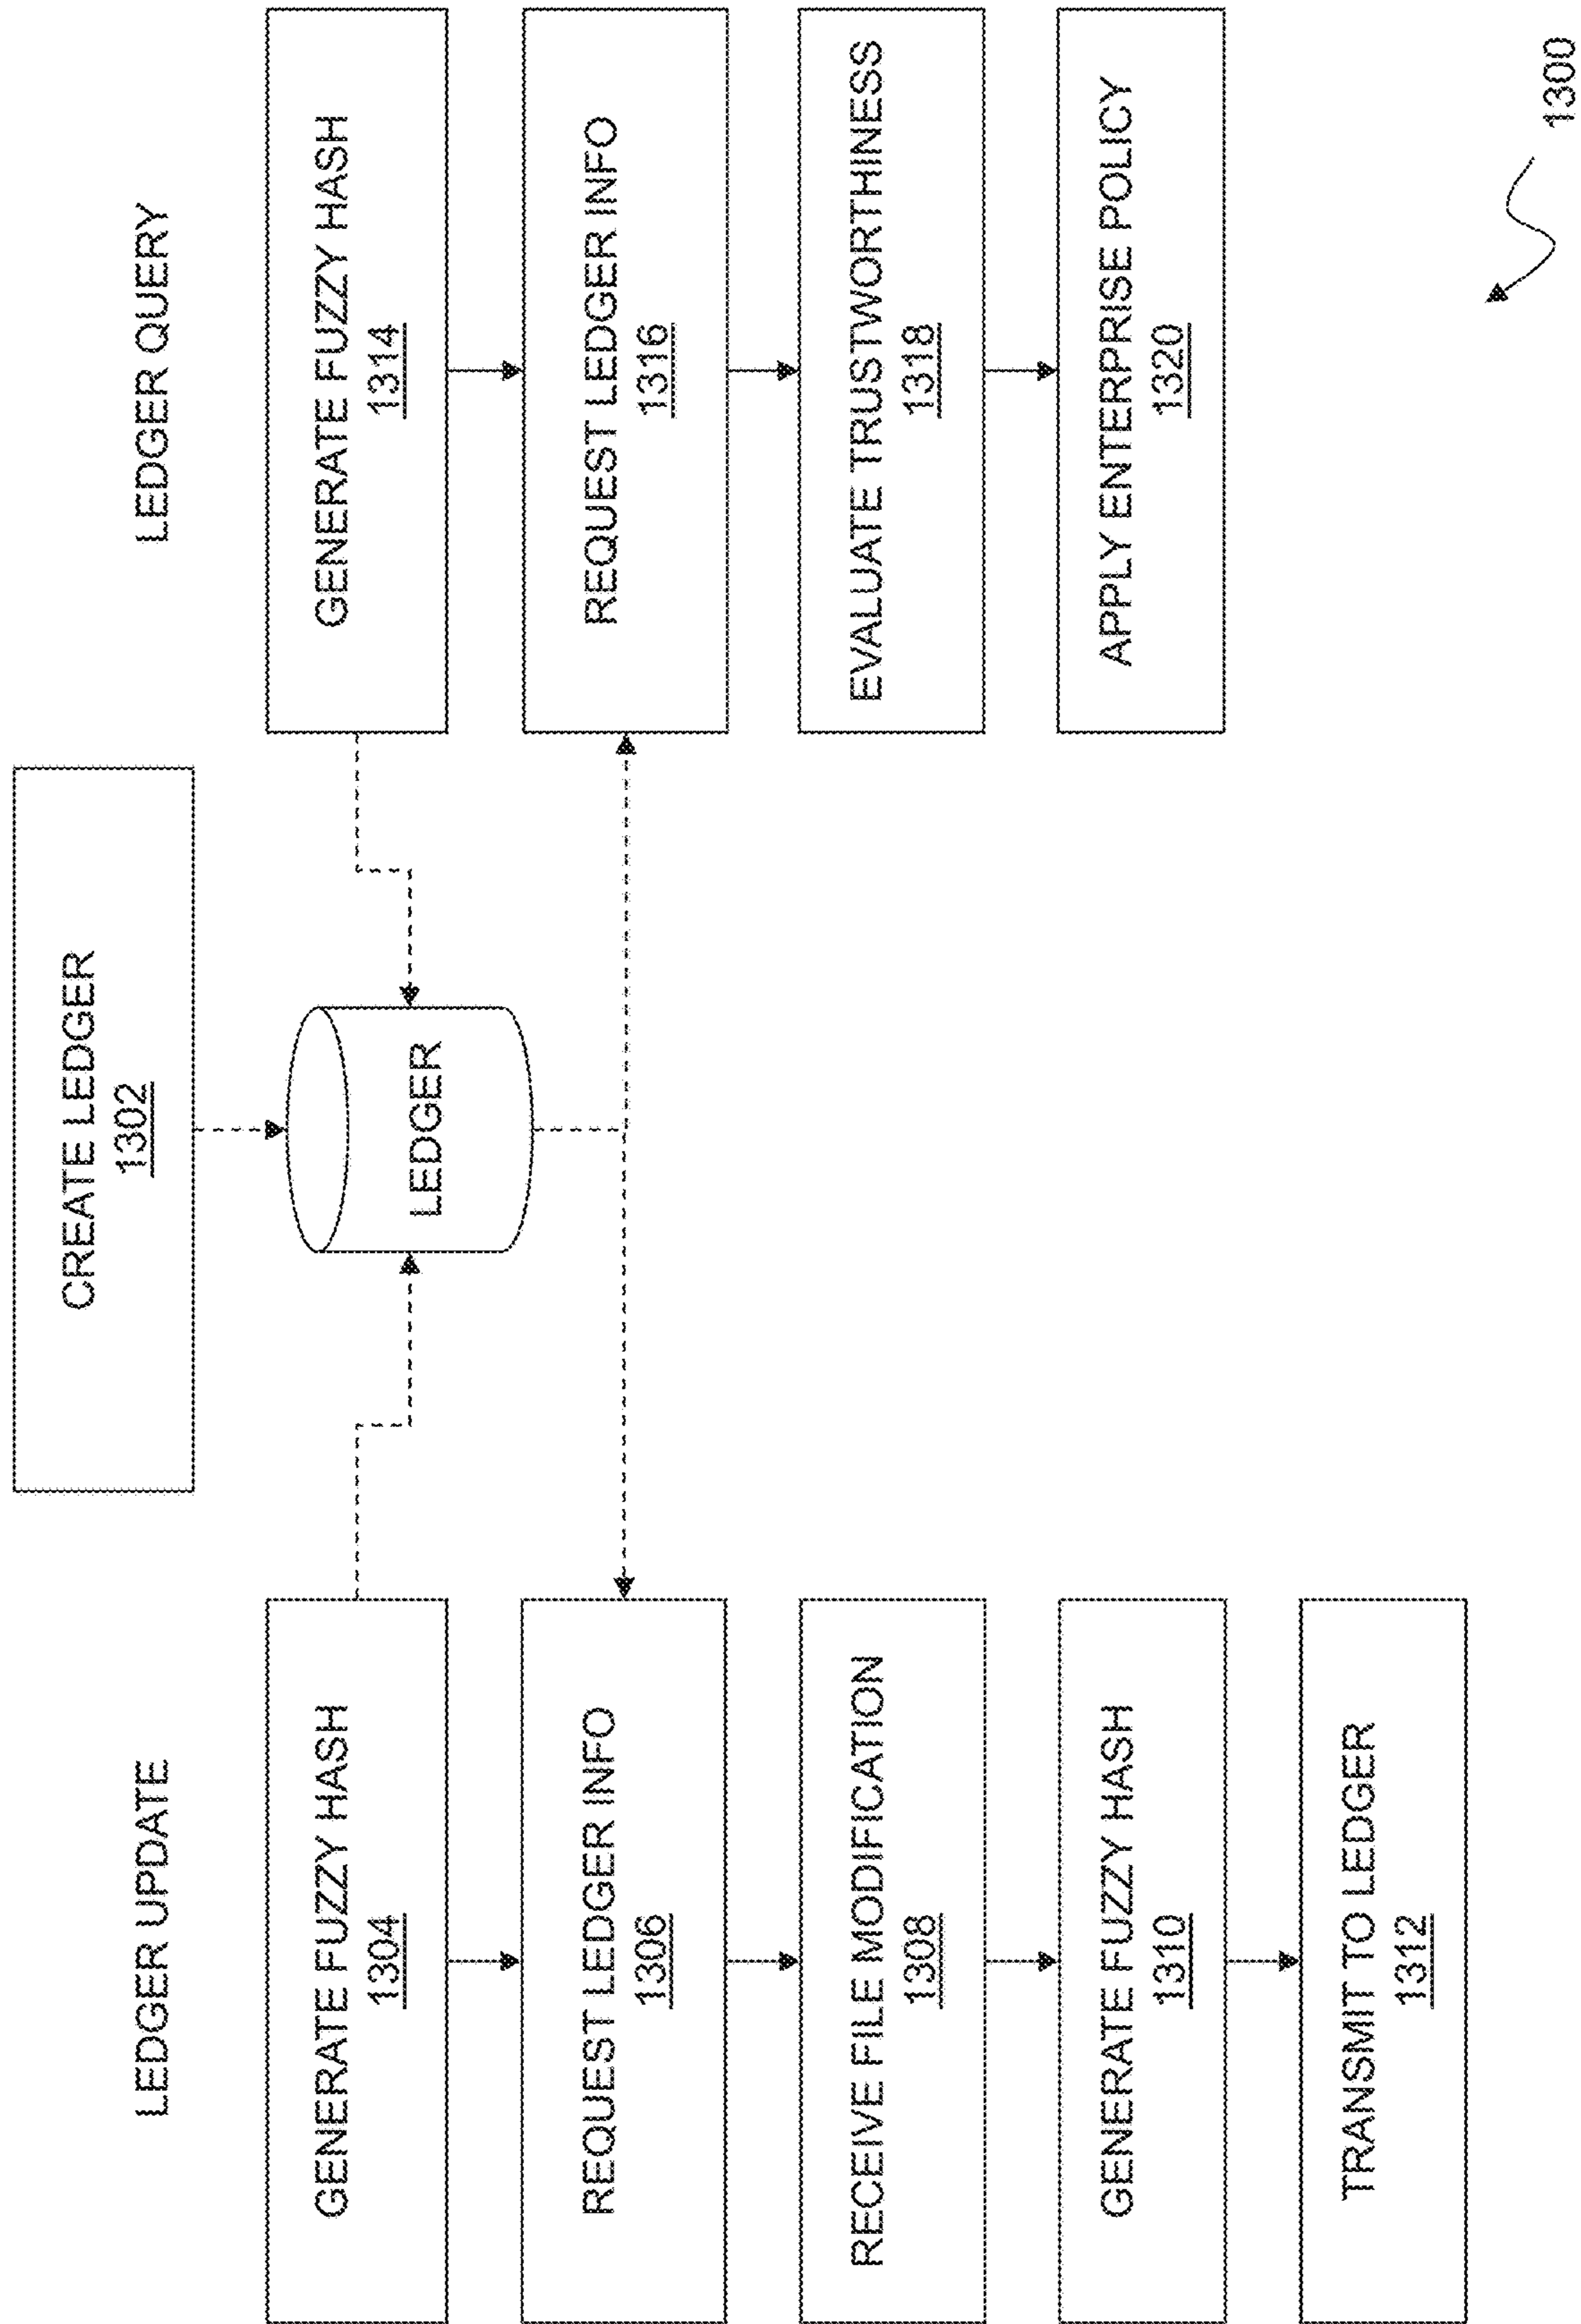 CREATE LEDGER
1302
LEDGER UPDATE
LEDGER QUERY
LEDGER
GENERATE FUZZY HASH
1304
REQUEST LEDGER INFO
1306
RECEIVE FILE MODIFICATION
1308
GENERATE FUZZY HASH
1310
TRANSMIT TO LEDGER
1312
GENERATE FUZZY HASH
1314
REQUEST LEDGER INFO
1316
EVALUATE TRUSTWORTHINESS
1318
APPLY ENTERPRISE POLICY
1320
1300